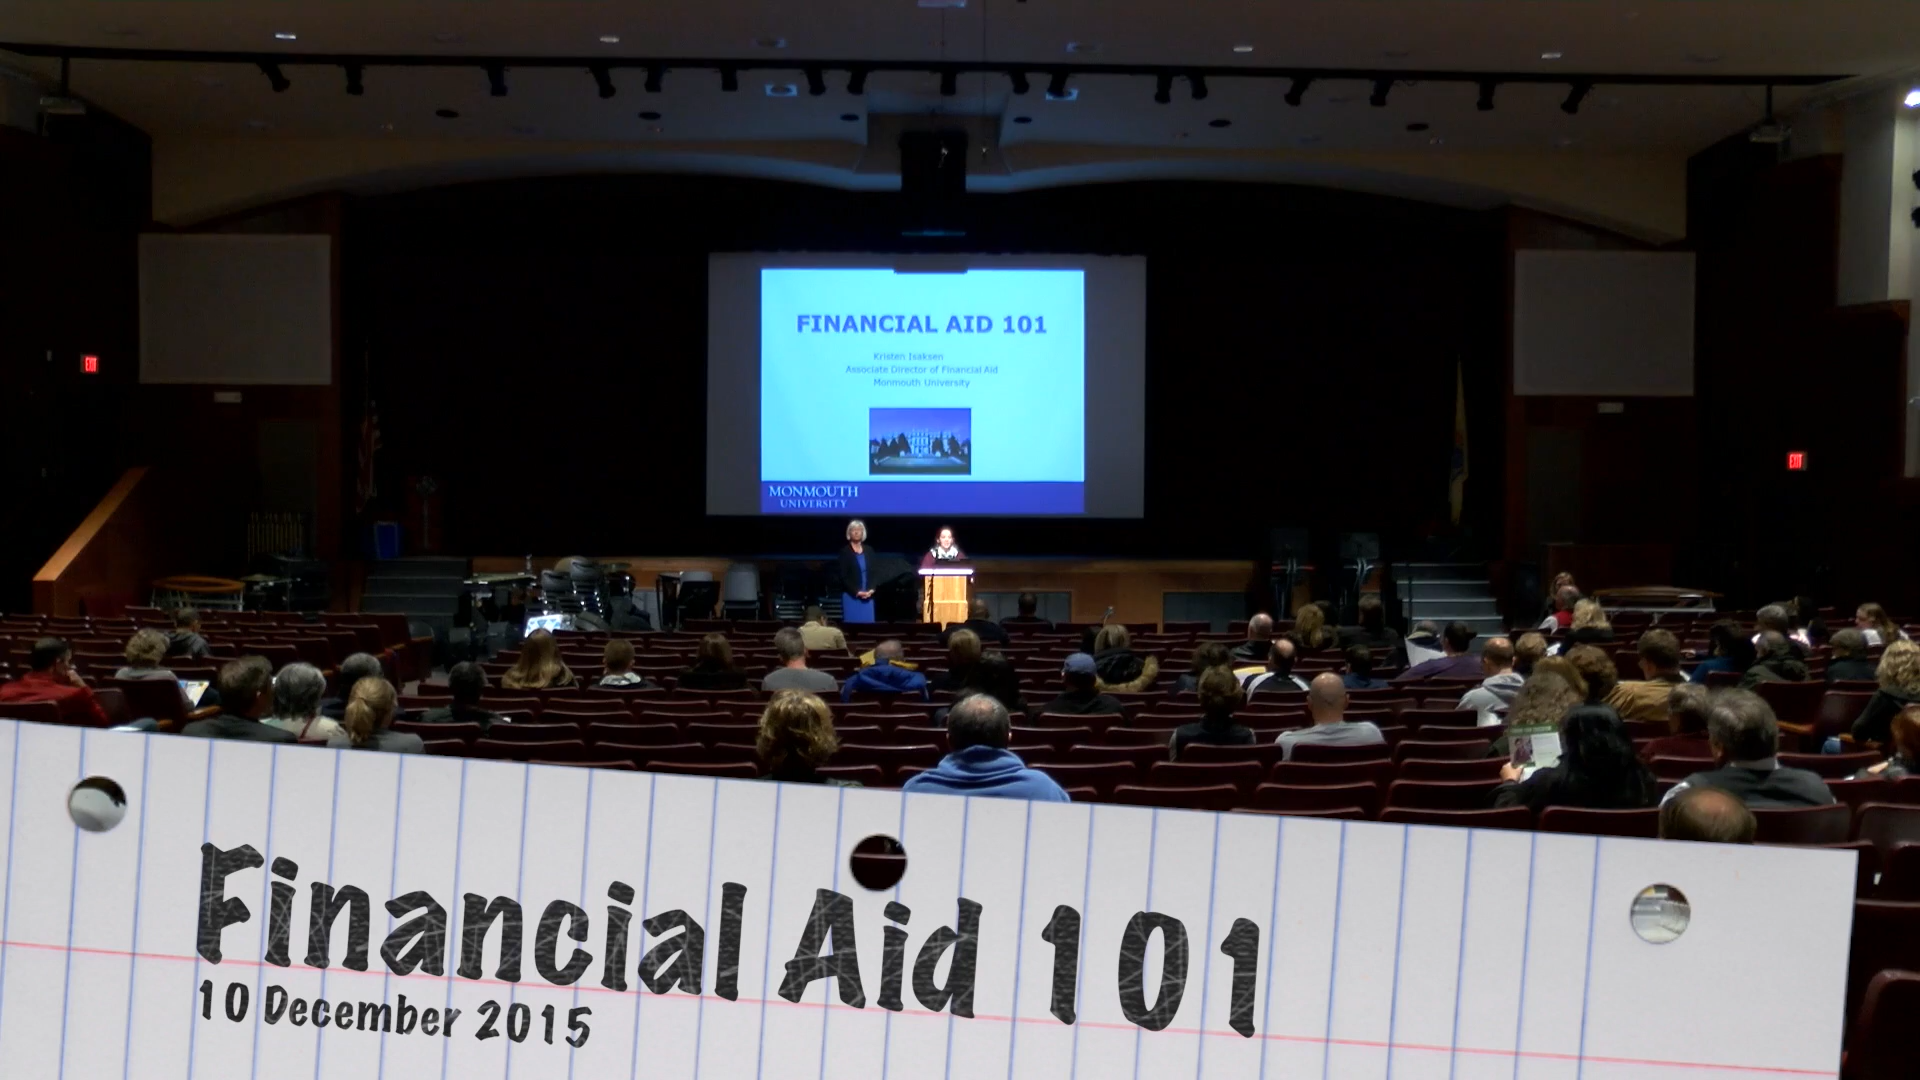 FINANCIAL AID 101
Kristen Isaksen
Associate Director of Financial Aid
Monmouth University
MONMOUTH
UNIVERSITY
EXIT
EXIT
Financial Aid 101
10 December 2015